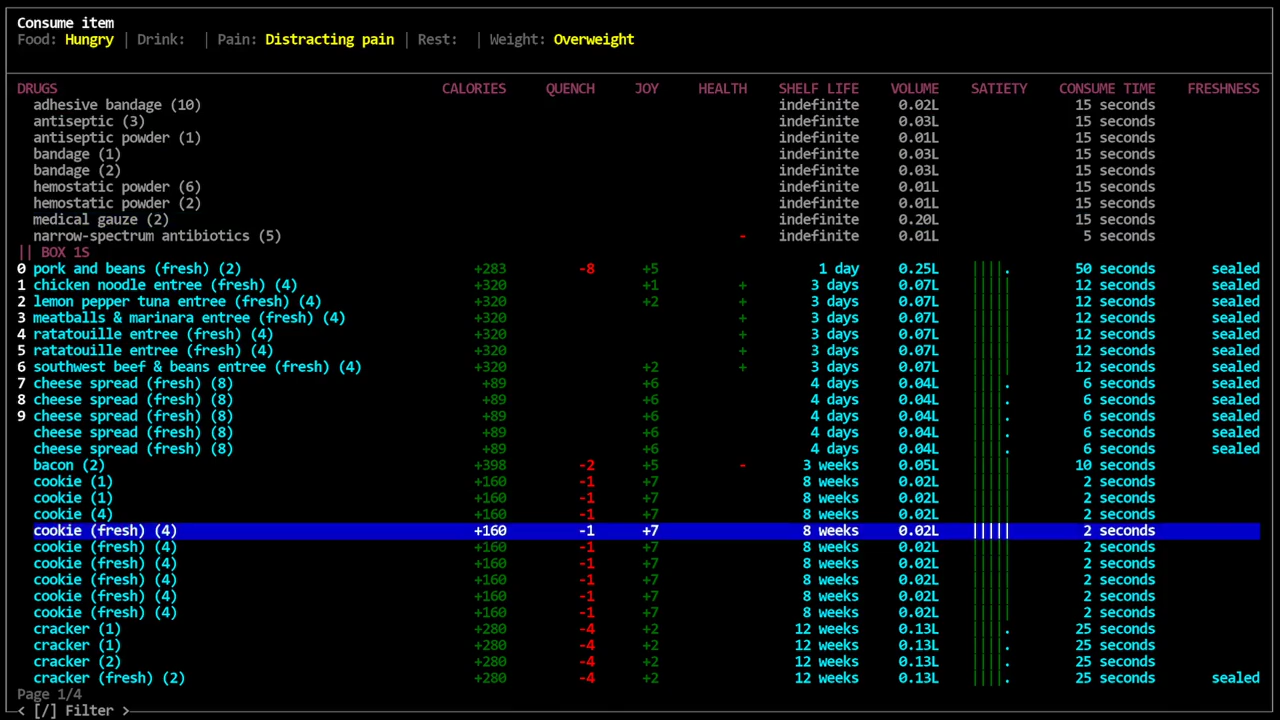 Consume item
Food: Hungry | Drink: | Pain: Distracting pain | Rest: | Weight: Overweight
DRUGS CALORIES QUENCH JOY HEALTH SHELF LIFE VOLUME SATIETY CONSUME TIME FRESHNESS
adhesive bandage (10) indefinite 0.02L 15 seconds
antiseptic (3) indefinite 0.03L 15 seconds
antiseptic powder (1) indefinite 0.01L 15 seconds
bandage (1) indefinite 0.03L 15 seconds
bandage (2) indefinite 0.03L 15 seconds
hemostatic powder (6) indefinite 0.01L 15 seconds
hemostatic powder (2) indefinite 0.01L 15 seconds
medical gauze (2) indefinite 0.20L 15 seconds
narrow-spectrum antibiotics (5) - indefinite 0.01L 5 seconds
|| BOX 1S
0 pork and beans (fresh) (2) +283 -8 +5 1 day 0.25L ||||. 50 seconds sealed
1 chicken noodle entree (fresh) (4) +320 +1 + 3 days 0.07L ||||| 12 seconds sealed
2 lemon pepper tuna entree (fresh) (4) +320 +2 + 3 days 0.07L ||||| 12 seconds sealed
3 meatballs & marinara entree (fresh) (4) +320 + 3 days 0.07L ||||| 12 seconds sealed
4 ratatouille entree (fresh) (4) +320 + 3 days 0.07L ||||| 12 seconds sealed
5 ratatouille entree (fresh) (4) +320 + 3 days 0.07L ||||| 12 seconds sealed
6 southwest beef & beans entree (fresh) (4) +320 +2 + 3 days 0.07L ||||| 12 seconds sealed
7 cheese spread (fresh) (8) +89 +6 4 days 0.04L ||||. 6 seconds sealed
8 cheese spread (fresh) (8) +89 +6 4 days 0.04L ||||. 6 seconds sealed
9 cheese spread (fresh) (8) +89 +6 4 days 0.04L ||||. 6 seconds sealed
cheese spread (fresh) (8) +89 +6 4 days 0.04L ||||. 6 seconds sealed
cheese spread (fresh) (8) +89 +6 4 days 0.04L ||||. 6 seconds sealed
bacon (2) +398 -2 +5 - 3 weeks 0.05L ||||| 10 seconds
cookie (1) +160 -1 +7 8 weeks 0.02L ||||| 2 seconds
cookie (1) +160 -1 +7 8 weeks 0.02L ||||| 2 seconds
cookie (4) +160 -1 +7 8 weeks 0.02L ||||| 2 seconds
cookie (fresh) (4) +160 -1 +7 8 weeks 0.02L ||||| 2 seconds
cookie (fresh) (4) +160 -1 +7 8 weeks 0.02L ||||| 2 seconds
cookie (fresh) (4) +160 -1 +7 8 weeks 0.02L ||||| 2 seconds
cookie (fresh) (4) +160 -1 +7 8 weeks 0.02L ||||| 2 seconds
cookie (fresh) (4) +160 -1 +7 8 weeks 0.02L ||||| 2 seconds
cookie (fresh) (4) +160 -1 +7 8 weeks 0.02L ||||| 2 seconds
cracker (1) +280 -4 +2 12 weeks 0.13L ||||. 25 seconds
cracker (1) +280 -4 +2 12 weeks 0.13L ||||. 25 seconds
cracker (2) +280 -4 +2 12 weeks 0.13L ||||. 25 seconds
cracker (fresh) (2) +280 -4 +2 12 weeks 0.13L ||||. 25 seconds sealed
Page 1/4
< [/] Filter >